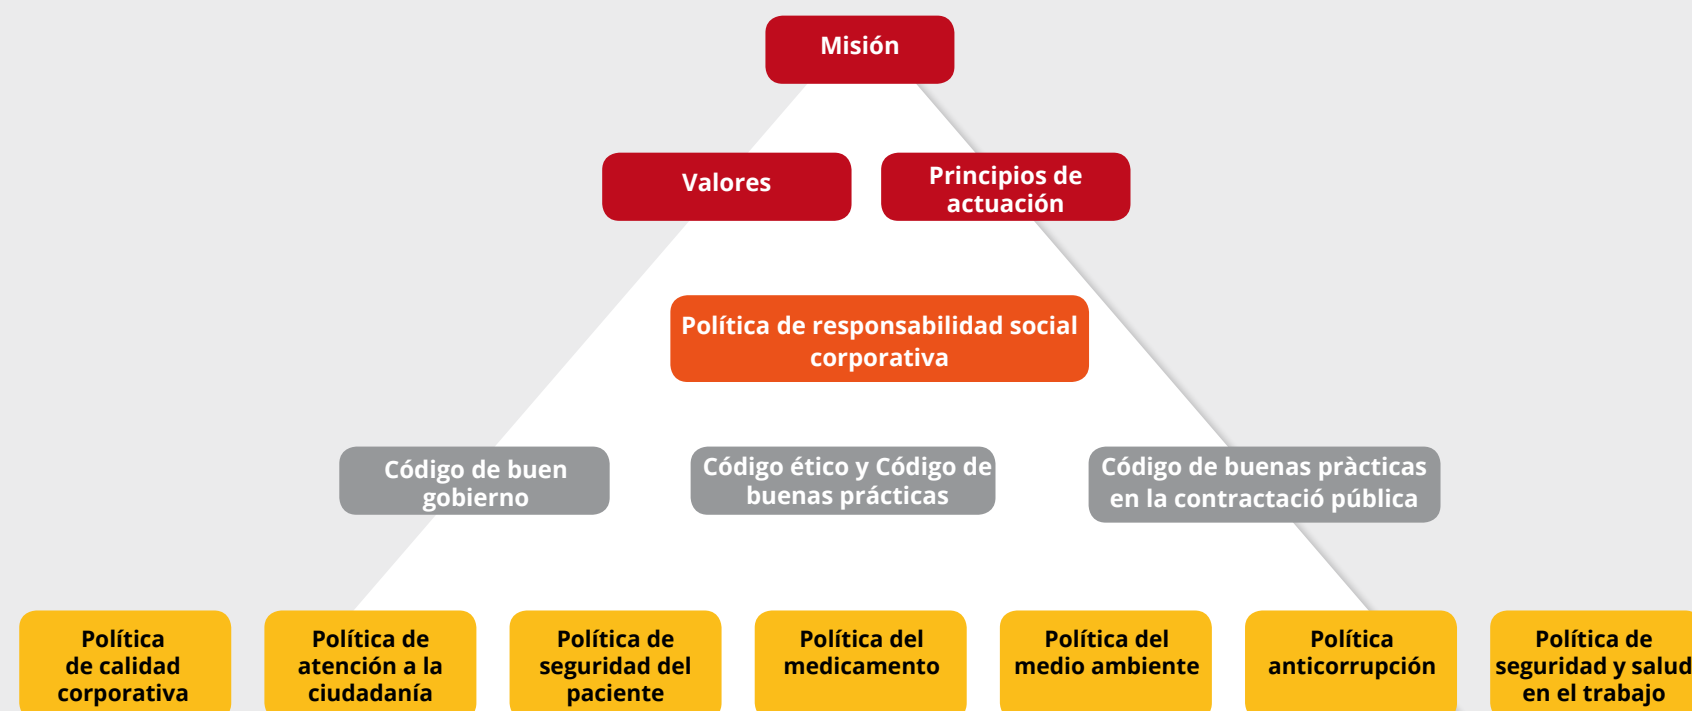 Misión
Valores
Principios de
actuación
Política de responsabilidad social
corporativa
Código de buen
gobierno
Código ético y Código de
buenas prácticas
Código de buenas pràcticas
en la contractació pública
Política
de calidad
corporativa
Política de
atención a la
ciudadanía
Política de
seguridad del
paciente
Política del
medicamento
Política del
medio ambiente
Política
anticorrupción
Política de
seguridad y salud
en el trabajo